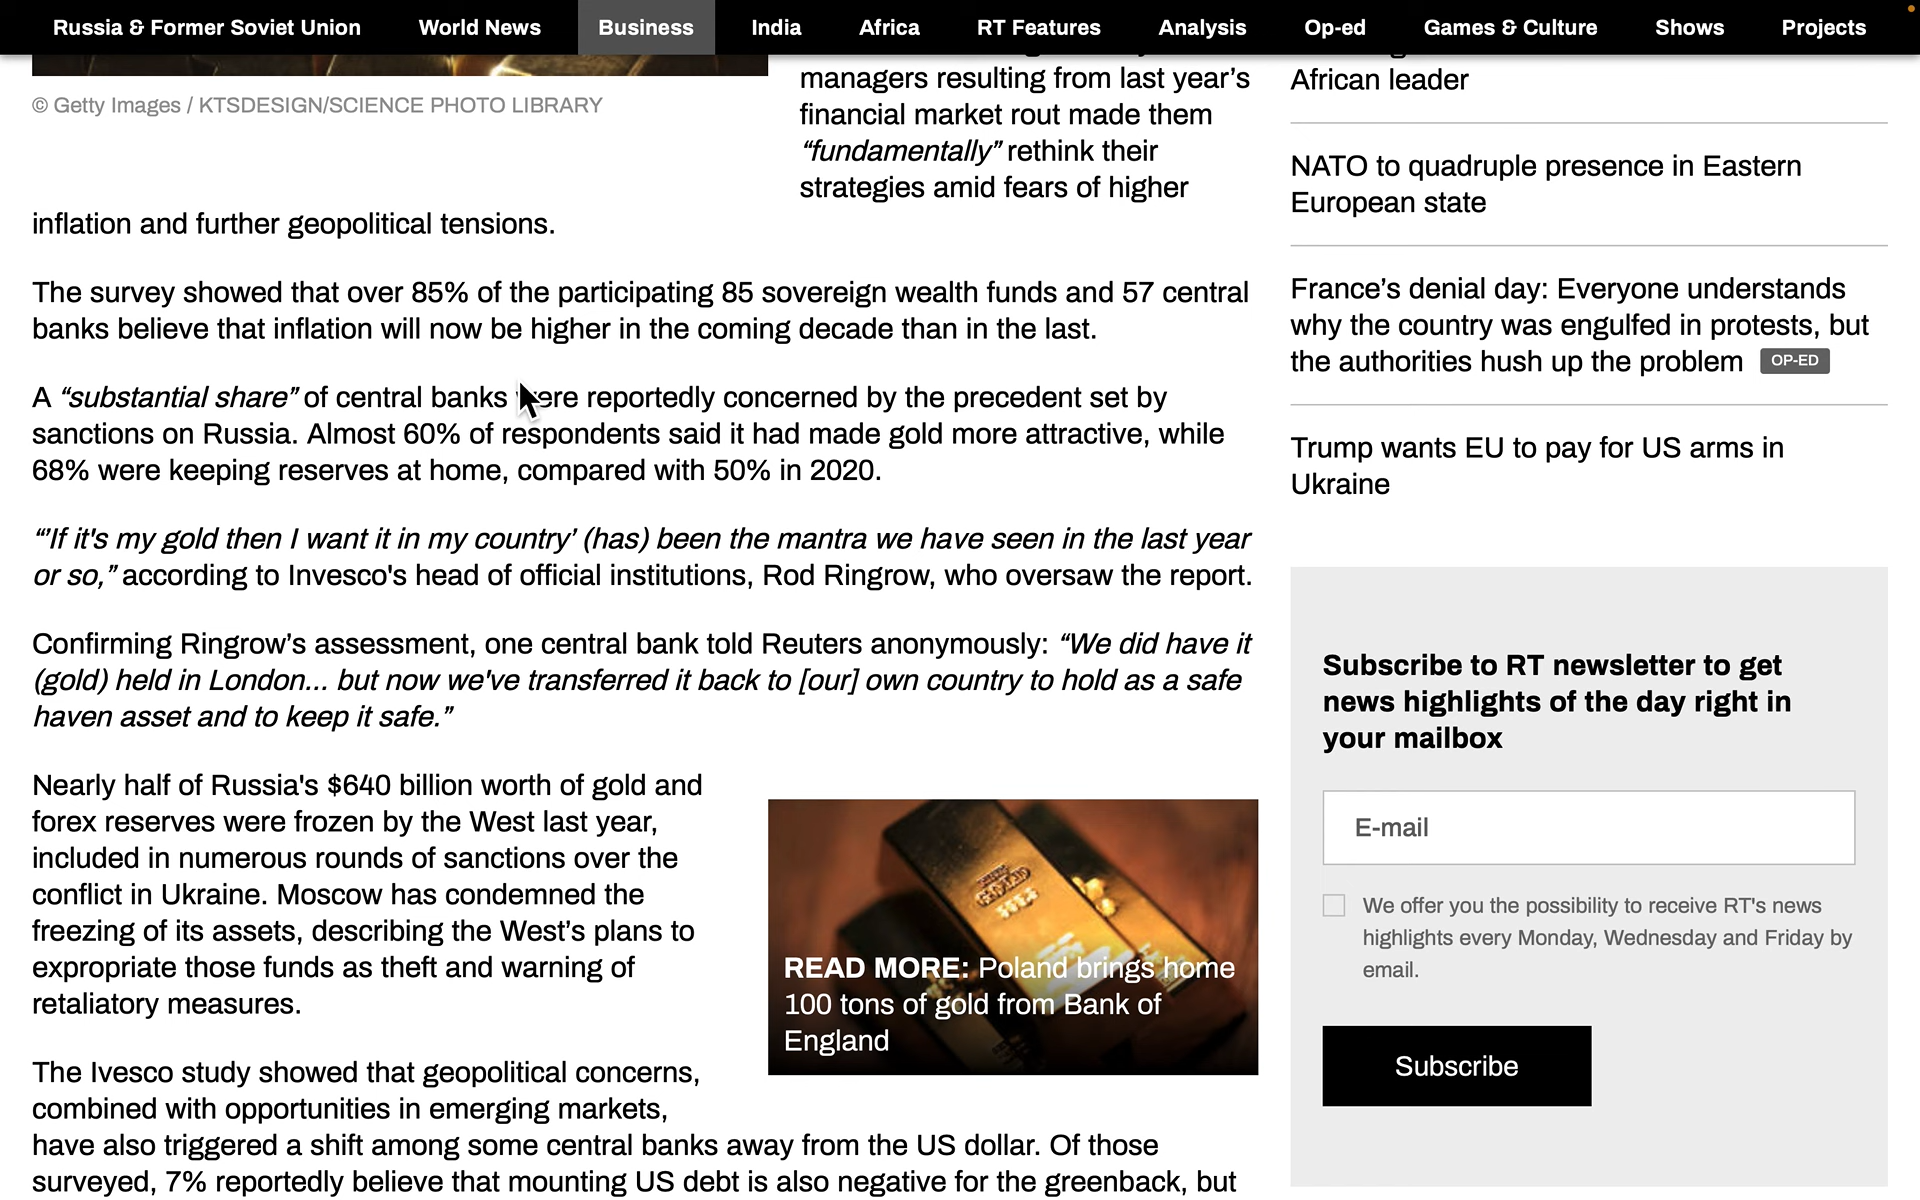 Russia & Former Soviet Union
World News
Business
India
Africa
RT Features
Analysis
Op-ed
Games & Culture
Shows
Projects
© Getty Images / KTSDESIGN/SCIENCE PHOTO LIBRARY
managers resulting from last year’s
financial market rout made them
“fundamentally” rethink their
strategies amid fears of higher
inflation and further geopolitical tensions.
The survey showed that over 85% of the participating 85 sovereign wealth funds and 57 central
banks believe that inflation will now be higher in the coming decade than in the last.
A “substantial share” of central banks were reportedly concerned by the precedent set by
sanctions on Russia. Almost 60% of respondents said it had made gold more attractive, while
68% were keeping reserves at home, compared with 50% in 2020.
“’If it's my gold then I want it in my country’ (has) been the mantra we have seen in the last year
or so,” according to Invesco's head of official institutions, Rod Ringrow, who oversaw the report.
Confirming Ringrow’s assessment, one central bank told Reuters anonymously: “We did have it
(gold) held in London... but now we've transferred it back to [our] own country to hold as a safe
haven asset and to keep it safe.”
Nearly half of Russia's $640 billion worth of gold and
forex reserves were frozen by the West last year,
included in numerous rounds of sanctions over the
conflict in Ukraine. Moscow has condemned the
freezing of its assets, describing the West’s plans to
expropriate those funds as theft and warning of
retaliatory measures.
READ MORE: Poland brings home
100 tons of gold from Bank of
England
The Ivesco study showed that geopolitical concerns,
combined with opportunities in emerging markets,
have also triggered a shift among some central banks away from the US dollar. Of those
surveyed, 7% reportedly believe that mounting US debt is also negative for the greenback, but
African leader
NATO to quadruple presence in Eastern
European state
France’s denial day: Everyone understands
why the country was engulfed in protests, but
the authorities hush up the problem OP-ED
Trump wants EU to pay for US arms in
Ukraine
Subscribe to RT newsletter to get
news highlights of the day right in
your mailbox
E-mail
We offer you the possibility to receive RT's news
highlights every Monday, Wednesday and Friday by
email.
Subscribe